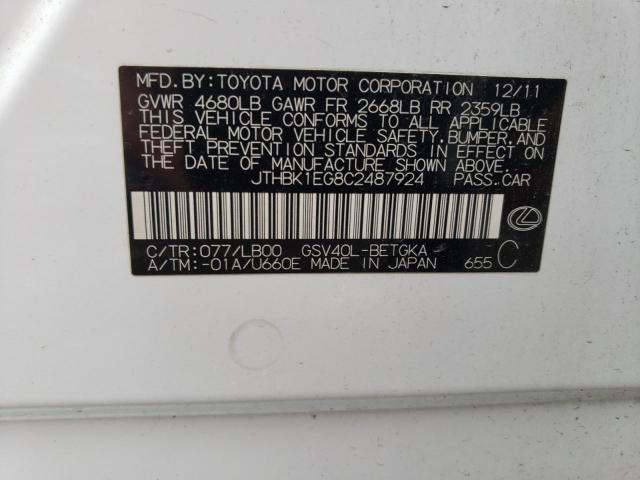 MFD. BY: TOYOTA MOTOR CORPORATION 12/11
GVWR 4680LB GAWR FR 2668LB RR 2359LB
THIS VEHICLE CONFORMS TO ALL APPLICABLE
FEDERAL MOTOR VEHICLE SAFETY, BUMPER, AND
THEFT PREVENTION STANDARDS IN EFFECT ON
THE DATE OF MANUFACTURE SHOWN ABOVE.
JTHBK1EG8C2487924 PASS. CAR
C/TR: 077/LB00 GSV40L-BETGKA
A/TM: -01A/U660E MADE IN JAPAN 655 C